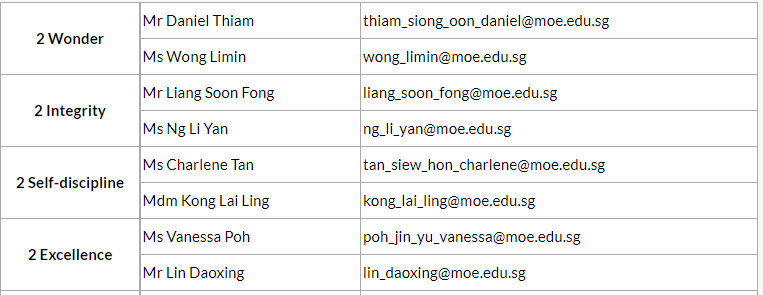 2 Wonder
Mr Daniel Thiam thiam_siong_oon_daniel@moe.edu.sg
Ms Wong Limin wong_limin@moe.edu.sg
2 Integrity
Mr Liang Soon Fong liang_soon_fong@moe.edu.sg
Ms Ng Li Yan ng_li_yan@moe.edu.sg
2 Self-discipline
Ms Charlene Tan tan_siew_hon_charlene@moe.edu.sg
Mdm Kong Lai Ling kong_lai_ling@moe.edu.sg
2 Excellence
Ms Vanessa Poh poh_jin_yu_vanessa@moe.edu.sg
Mr Lin Daoxing lin_daoxing@moe.edu.sg